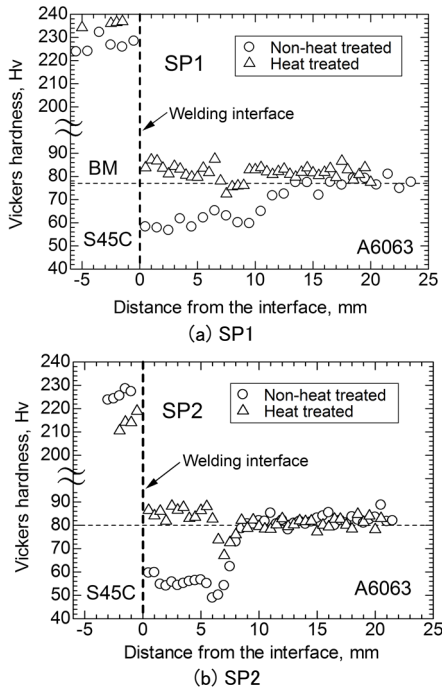 240
230
220
210
200
90
80
70
60
50
40
Vickers hardness, Hv
SP1
Non-heat treated
Heat treated
Welding interface
BM
S45C
A6063
-5 0 5 10 15 20 25
Distance from the interface, mm
(a) SP1
240
230
220
210
200
90
80
70
60
50
40
Vickers hardness, Hv
SP2
Non-heat treated
Heat treated
Welding interface
S45C
A6063
-5 0 5 10 15 20 25
Distance from the interface, mm
(b) SP2